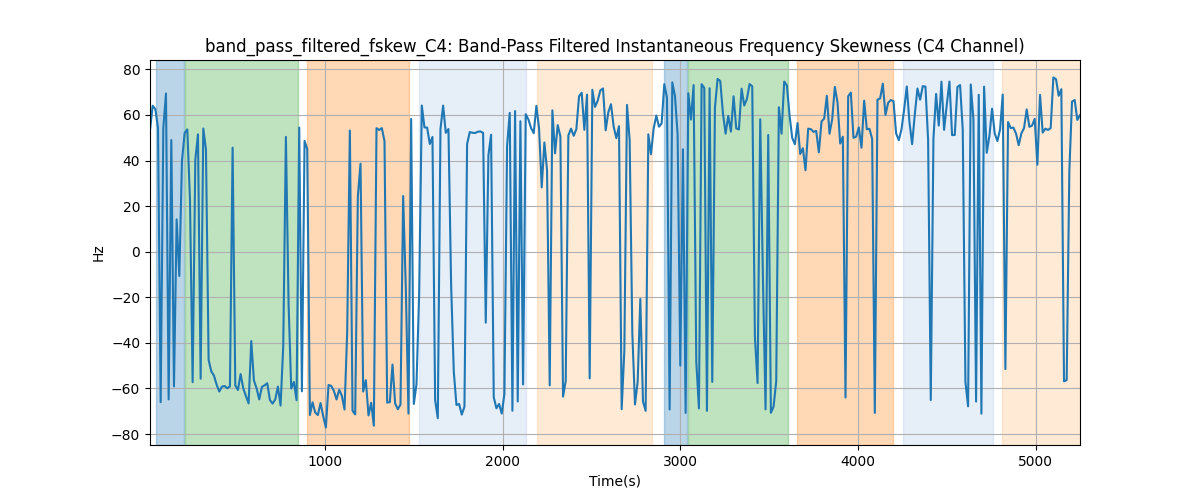 band_pass_filtered_fskew_C4: Band-Pass Filtered Instantaneous Frequency Skewness (C4 Channel)
80
60
40
20
0
−20
−40
−60
−80
Hz
1000 2000 3000 4000 5000
Time(s)